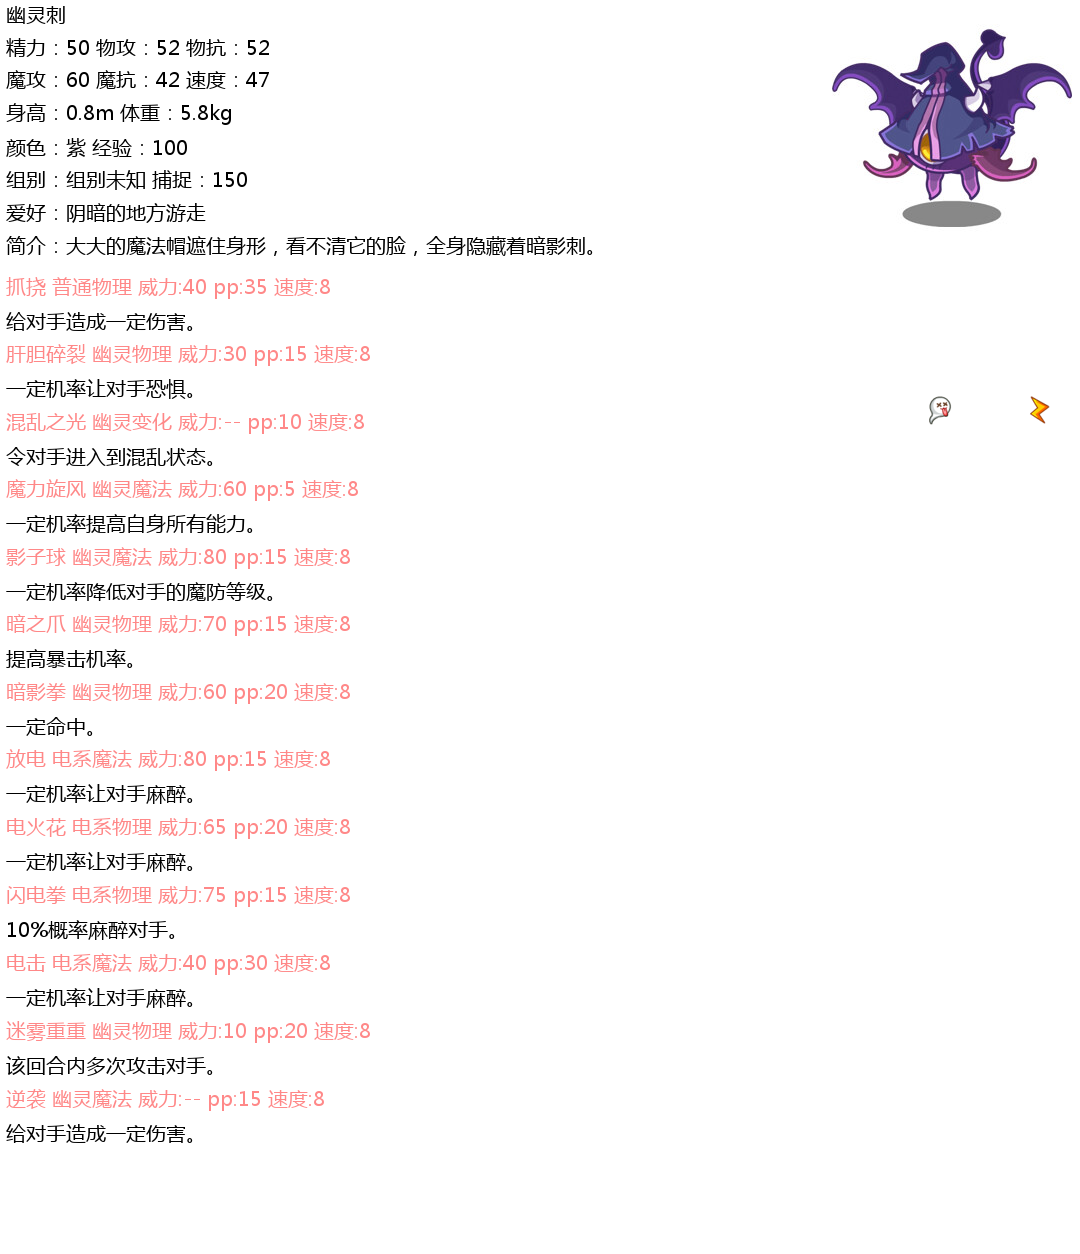 幽灵刺
精力：50 物攻：52 物抗：52
魔攻：60 魔抗：42 速度：47
身高：0.8m 体重：5.8kg
颜色：紫 经验：100
组别：组别未知 捕捉：150
爱好：阴暗的地方游走
简介：大大的魔法帽遮住身形，看不清它的脸，全身隐藏着暗影刺。
抓挠 普通物理 威力:40 pp:35 速度:8
给对手造成一定伤害。
肝胆碎裂 幽灵物理 威力:30 pp:15 速度:8
一定机率让对手恐惧。
混乱之光 幽灵变化 威力:-- pp:10 速度:8
令对手进入到混乱状态。
魔力旋风 幽灵魔法 威力:60 pp:5 速度:8
一定机率提高自身所有能力。
影子球 幽灵魔法 威力:80 pp:15 速度:8
一定机率降低对手的魔防等级。
暗之爪 幽灵物理 威力:70 pp:15 速度:8
提高暴击机率。
暗影拳 幽灵物理 威力:60 pp:20 速度:8
一定命中。
放电 电系魔法 威力:80 pp:15 速度:8
一定机率让对手麻醉。
电火花 电系物理 威力:65 pp:20 速度:8
一定机率让对手麻醉。
闪电拳 电系物理 威力:75 pp:15 速度:8
10%概率麻醉对手。
电击 电系魔法 威力:40 pp:30 速度:8
一定机率让对手麻醉。
迷雾重重 幽灵物理 威力:10 pp:20 速度:8
该回合内多次攻击对手。
逆袭 幽灵魔法 威力:-- pp:15 速度:8
给对手造成一定伤害。